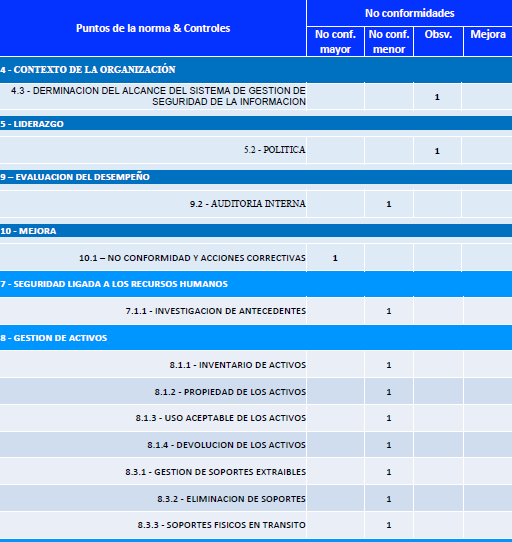 Puntos de la norma & Controles
No conformidades
No conf. mayor
No conf. menor
Obsv.
Mejora
4 - CONTEXTO DE LA ORGANIZACIÓN
4.3 - DERMINACION DEL ALCANCE DEL SISTEMA DE GESTION DE
SEGURIDAD DE LA INFORMACION
1
5 - LIDERAZGO
5.2 - POLITICA
1
9 – EVALUACION DEL DESEMPEÑO
9.2 - AUDITORIA INTERNA
1
10 - MEJORA
10.1 – NO CONFORMIDAD Y ACCIONES CORRECTIVAS
1
7 - SEGURIDAD LIGADA A LOS RECURSOS HUMANOS
7.1.1 - INVESTIGACION DE ANTECEDENTES
1
8 - GESTION DE ACTIVOS
8.1.1 - INVENTARIO DE ACTIVOS
1
8.1.2 - PROPIEDAD DE LOS ACTIVOS
1
8.1.3 - USO ACEPTABLE DE LOS ACTIVOS
1
8.1.4 - DEVOLUCION DE LOS ACTIVOS
1
8.3.1 - GESTION DE SOPORTES EXTRAIBLES
1
8.3.2 - ELIMINACION DE SOPORTES
1
8.3.3 - SOPORTES FISICOS EN TRANSITO
1